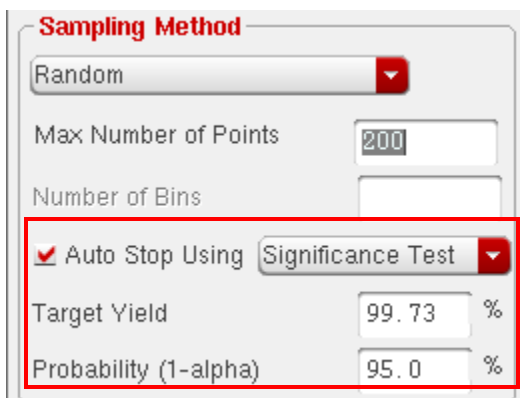 Sampling Method
Random
Max Number of Points 200
Number of Bins
Auto Stop Using Significance Test
Target Yield 99.73 %
Probability (1-alpha) 95.0 %